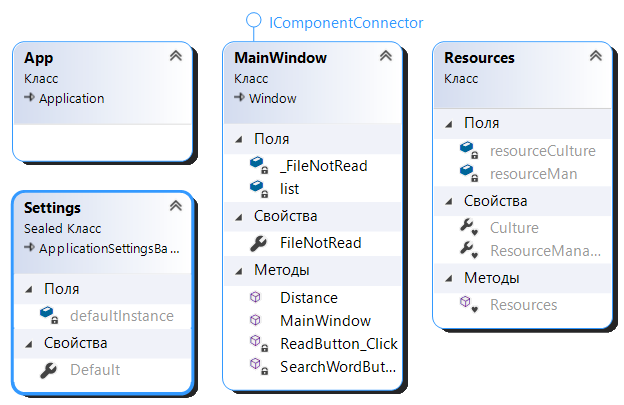 IComponentConnector
App
Класс
Application
MainWindow
Класс
Window
Поля
_FileNotRead
list
Свойства
FileNotRead
Методы
Distance
MainWindow
ReadButton_Click
SearchWordBut...
Resources
Класс
Поля
resourceCulture
resourceMan
Свойства
Culture
ResourceMana...
Методы
Resources
Settings
Sealed Класс
ApplicationSettingsBa...
Поля
defaultInstance
Свойства
Default